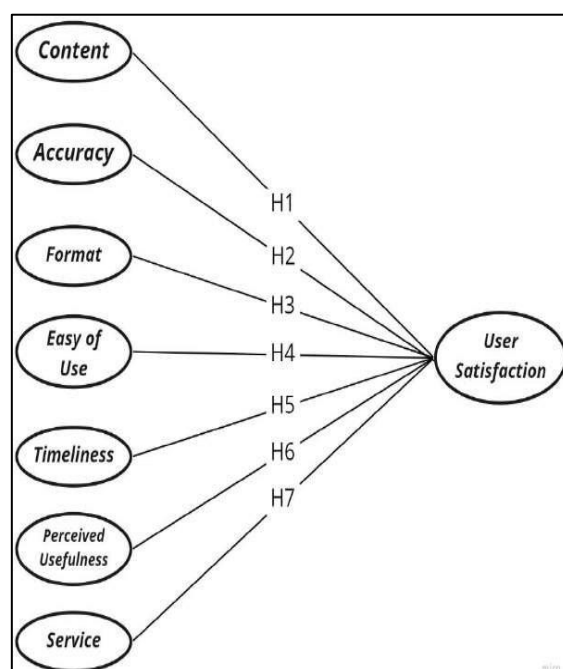 Content
Accuracy
Format
Easy of
Use
Timeliness
Perceived
Usefulness
Service
H1
H2
H3
H4
H5
H6
H7
User
Satisfaction
miro